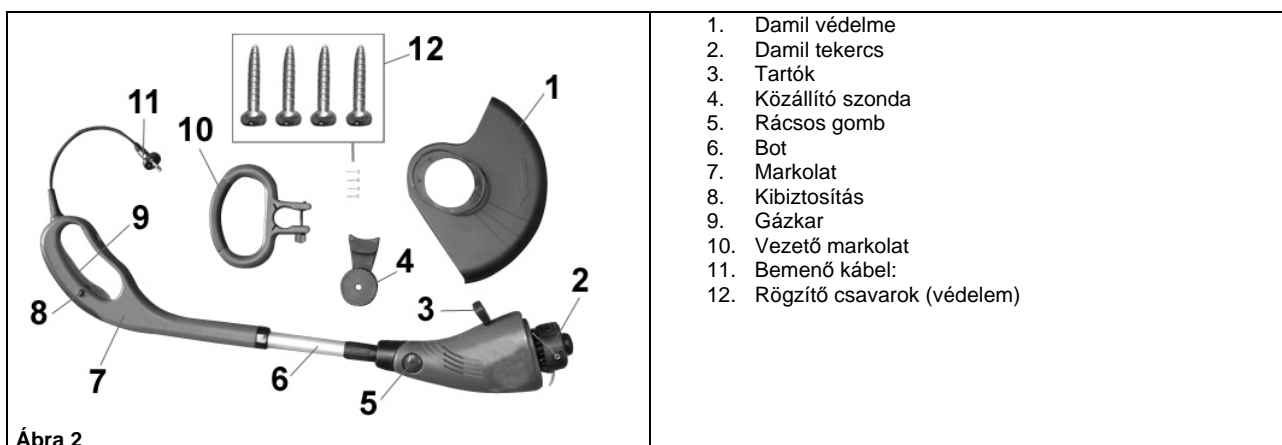 12
1
11
10
9
4
2
3
8
7
6
5
Ábra 2
1. Damil védelme
2. Damil tekercs
3. Tartók
4. Közállító szonda
5. Rácsos gomb
6. Bot
7. Markolat
8. Kibiztosítás
9. Gázkar
10. Vezető markolat
11. Bemenő kábel:
12. Rögzítő csavarok (védelem)